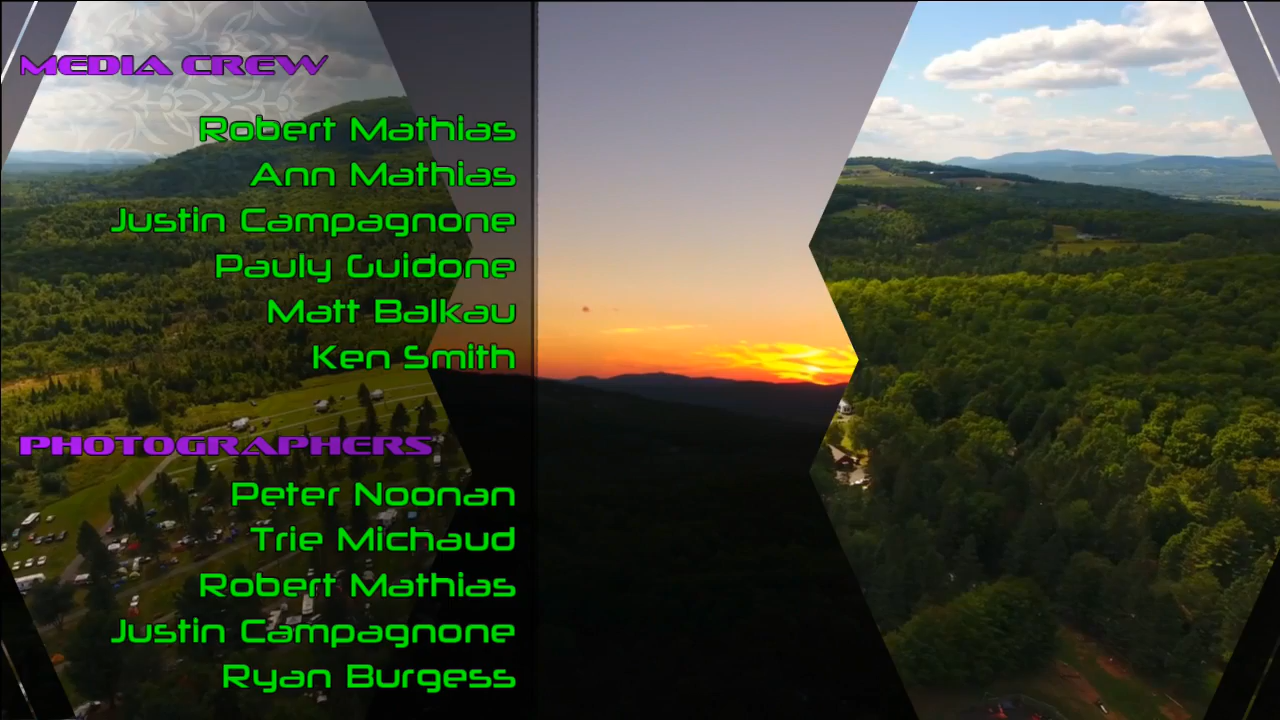 MEDIA CREW
Robert Mathias
Ann Mathias
Justin Campagnone
Pauly Guidone
Matt Balkau
Ken Smith
PHOTOGRAPHERS
Peter Noonan
Trie Michaud
Robert Mathias
Justin Campagnone
Ryan Burgess